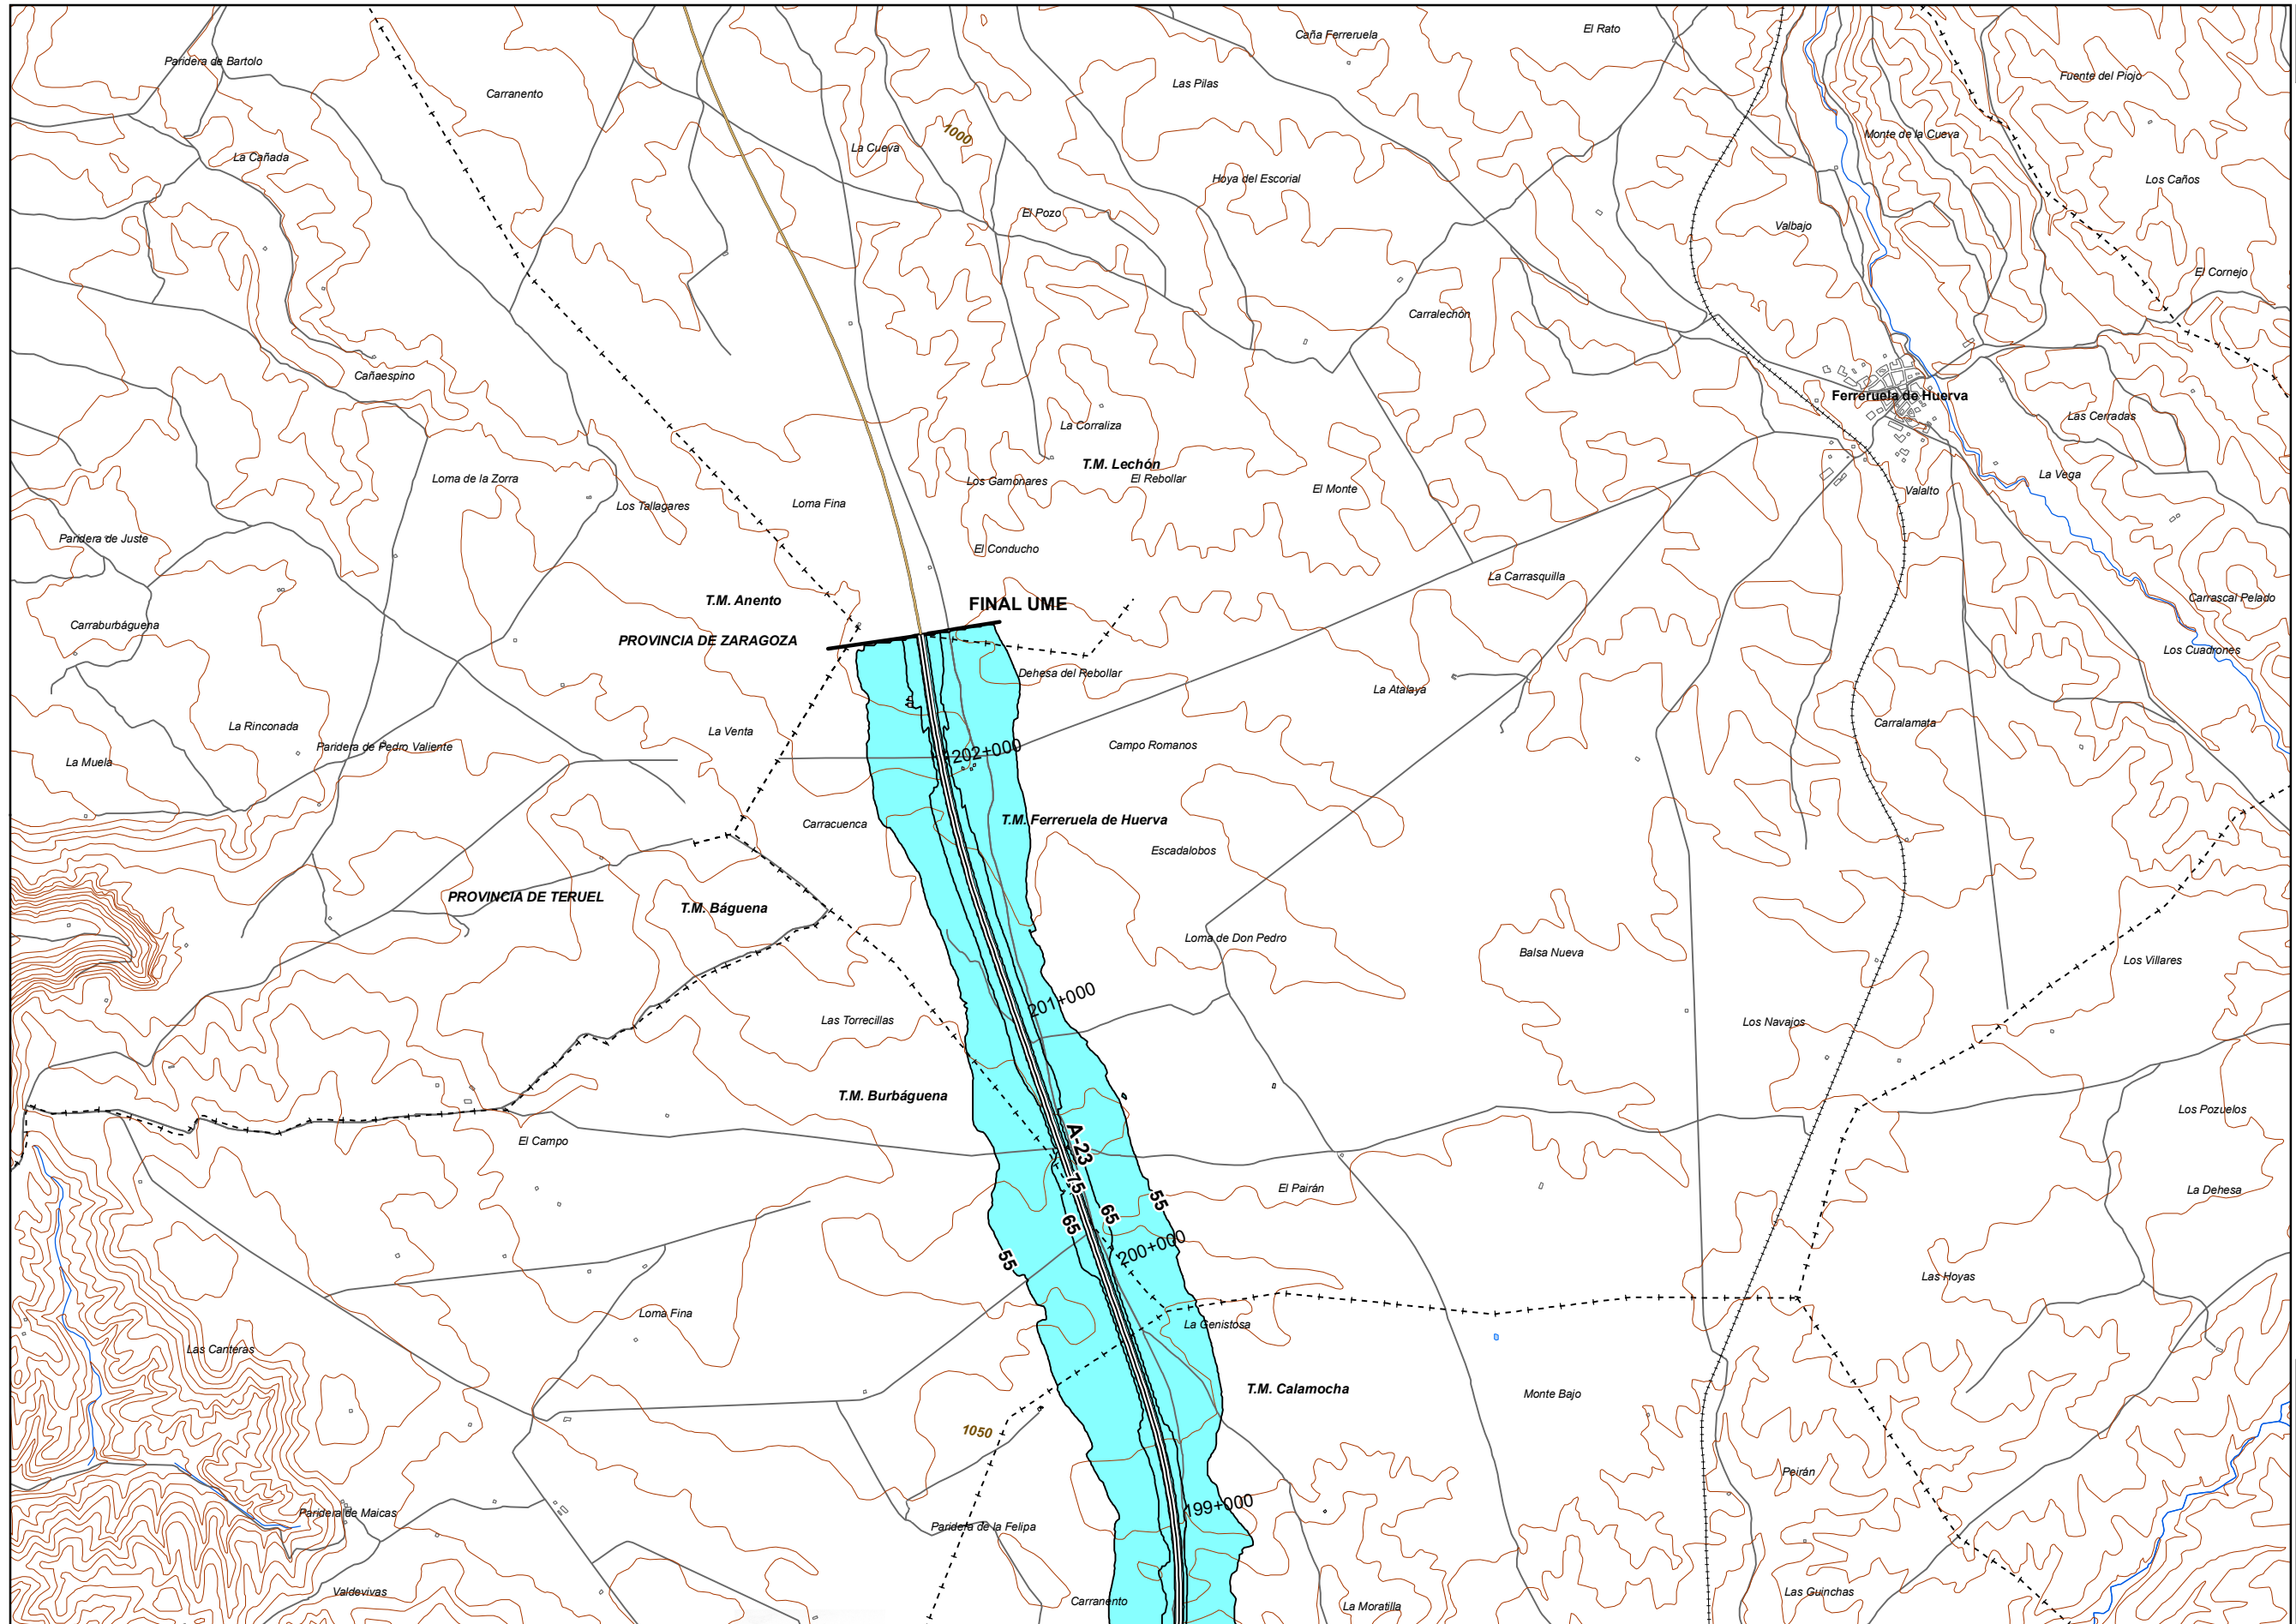 Paridera de Bartolo
Carranento
Caña Ferreruela
El Rato
Las Pilas
Fuente del Piojo
1000
La Cueva
Monte de la Cueva
La Cañada
Hoya del Escorial
Los Caños
El Pozo
Valbajo
El Cornejo
Carralechón
Cañaespino
Ferreruela de Huerva
La Corraliza
Las Cerradas
T.M. Lechón
Loma de la Zorra
Los Gamonares
El Rebollar
El Monte
La Vega
Valalto
Los Tallagares
Loma Fina
Paridera de Juste
El Conducho
La Carrasquilla
Carrascal Pelado
T.M. Anento
FINAL UME
Carraburbáguena
PROVINCIA DE ZARAGOZA
Los Cuadrones
Dehesa del Rebollar
La Atalaya
La Rinconada
La Venta
Carralamata
Paridera de Pedro Valiente
202+000
Campo Romanos
La Muela
Carracuenca
T.M. Ferreruela de Huerva
Escadalobos
PROVINCIA DE TERUEL
T.M. Báguena
Loma de Don Pedro
Balsa Nueva
Los Villares
201+000
Las Torrecillas
Los Navajos
T.M. Burbáguena
Los Pozuelos
El Campo
A-23
75
El Pairán
La Dehesa
55
65
65
200+000
55
Las Hoyas
Loma Fina
La Genistosa
Las Canteras
T.M. Calamocha
Monte Bajo
1050
Peirán
199+000
Paridera de Maicas
Paridera de la Felipa
Valdevivas
Carranento
La Moratilla
Las Guinchas